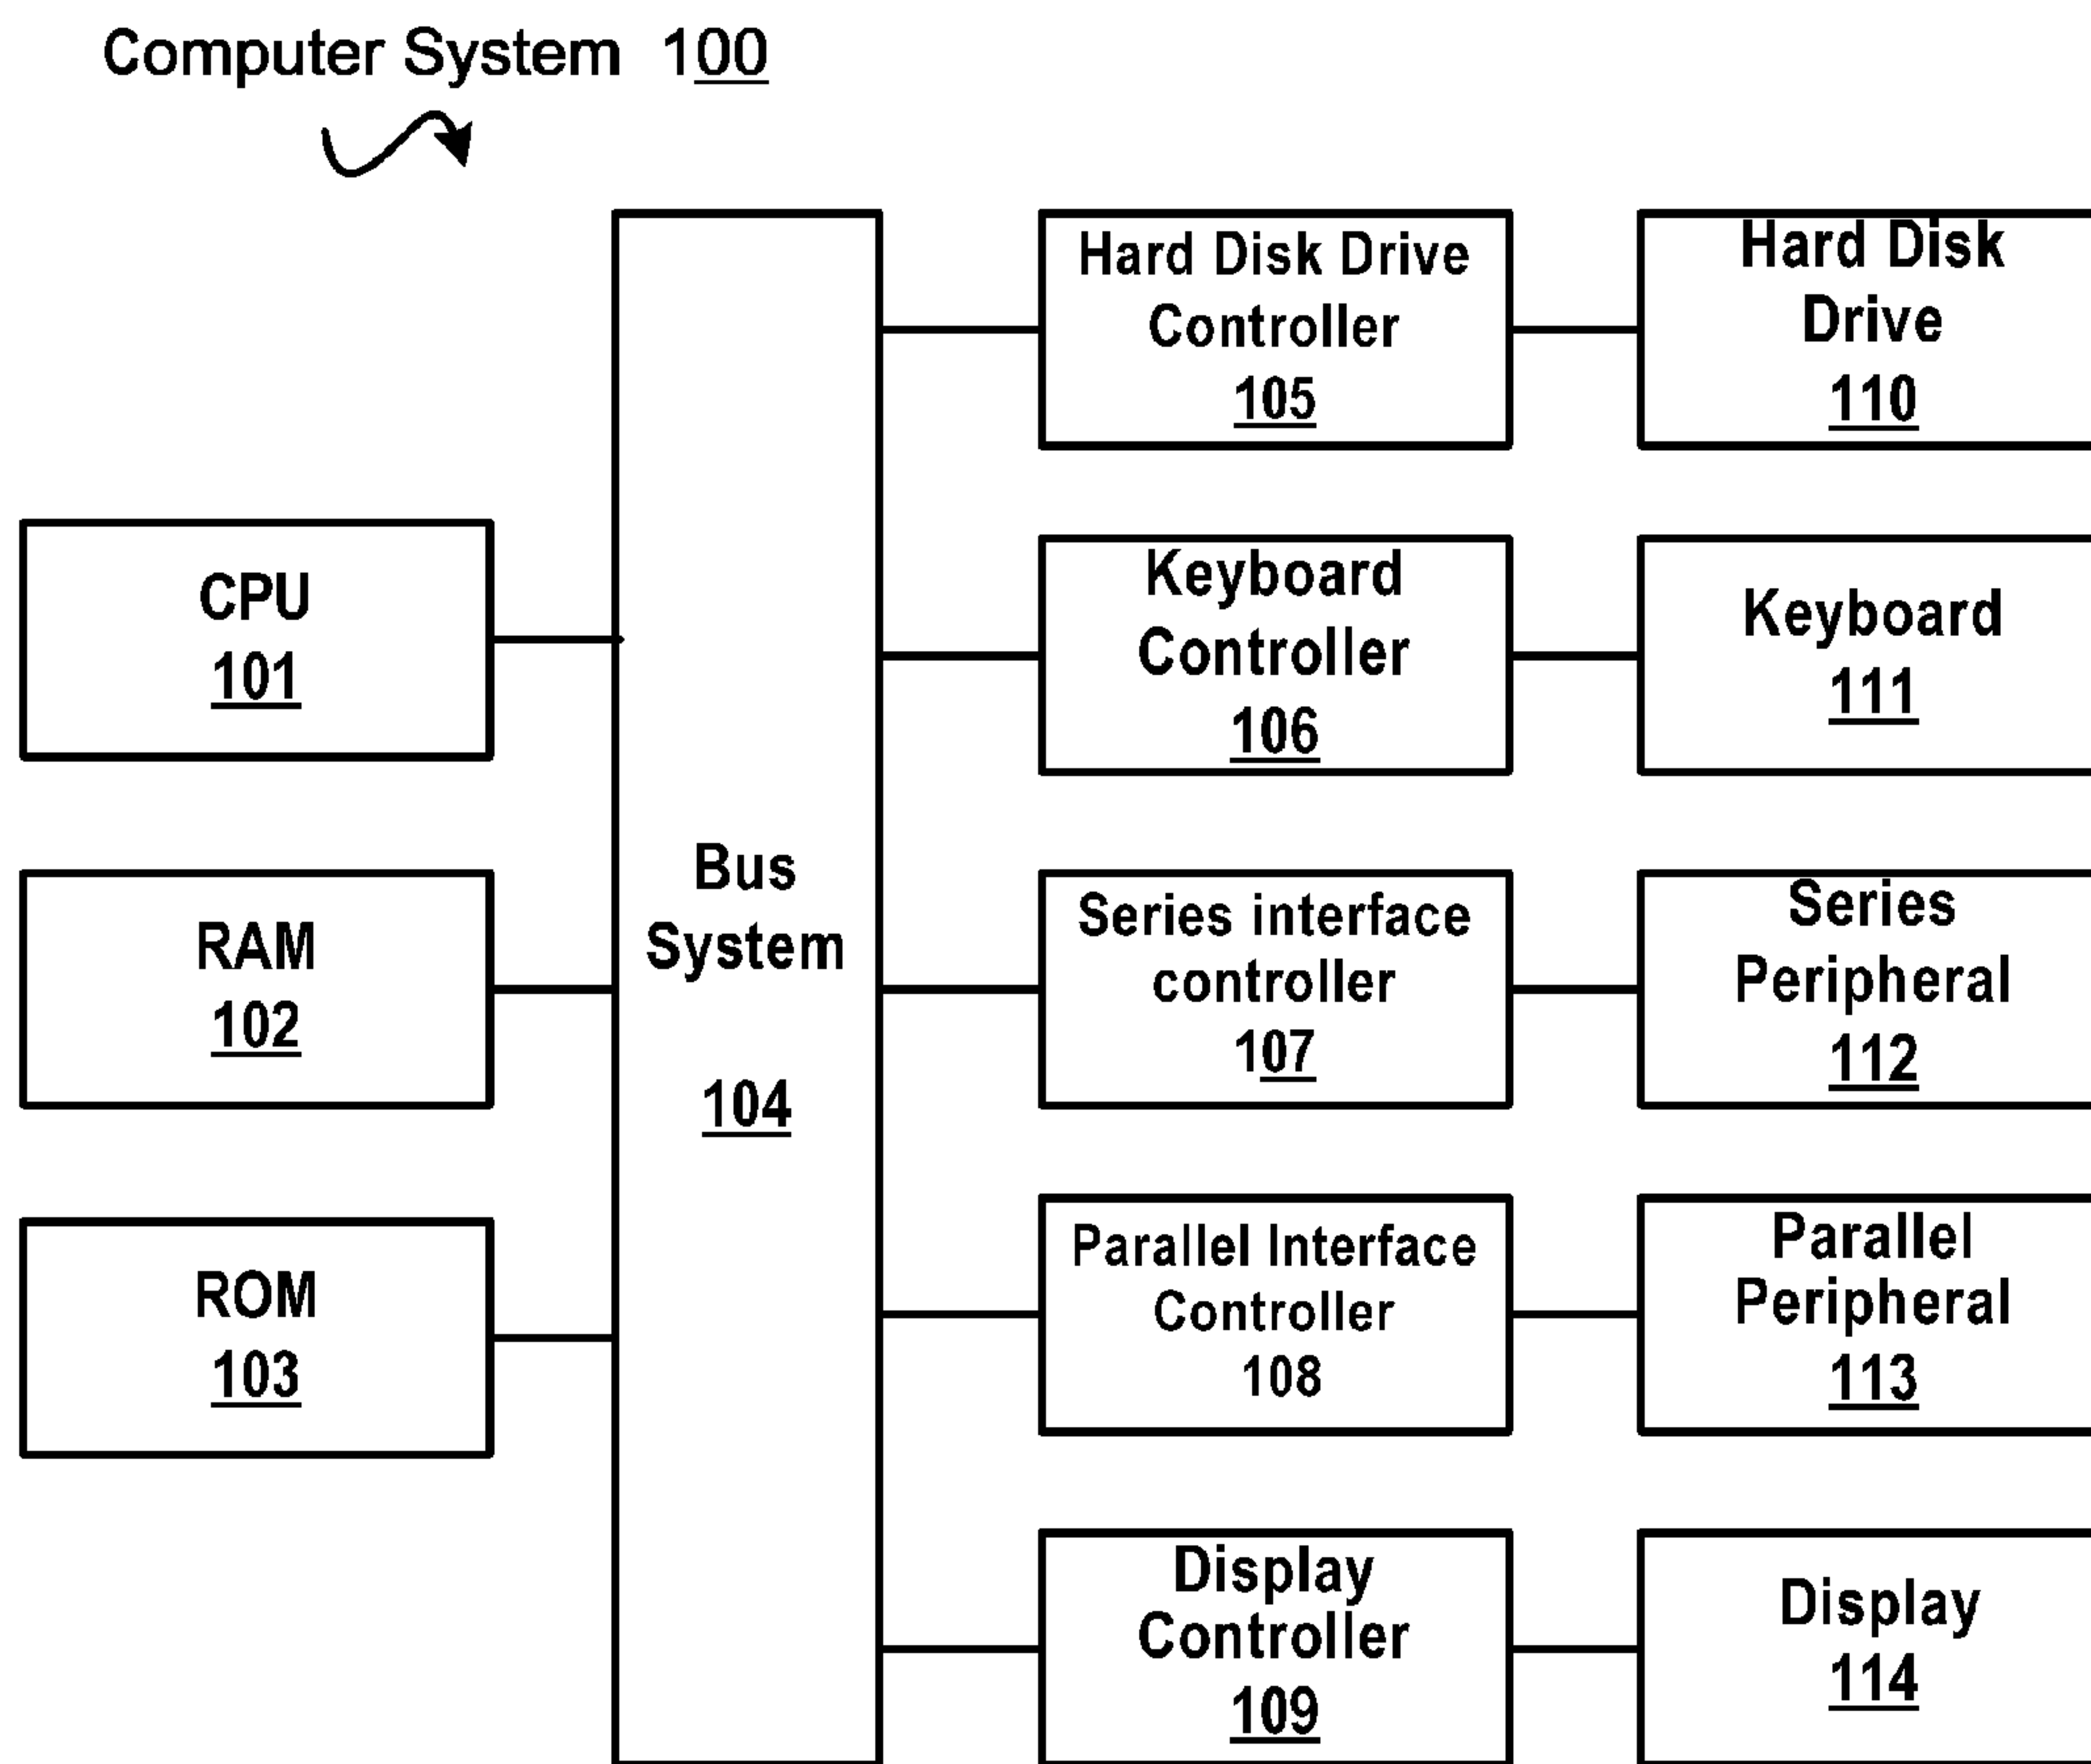 Computer System 100
Hard Disk Drive
Controller
105
Hard Disk
Drive
110
CPU
101
Keyboard
Controller
106
Keyboard
111
RAM
102
Bus
System
104
Series interface
controller
107
Series
Peripheral
112
ROM
103
Parallel Interface
Controller
108
Parallel
Peripheral
113
Display
Controller
109
Display
114